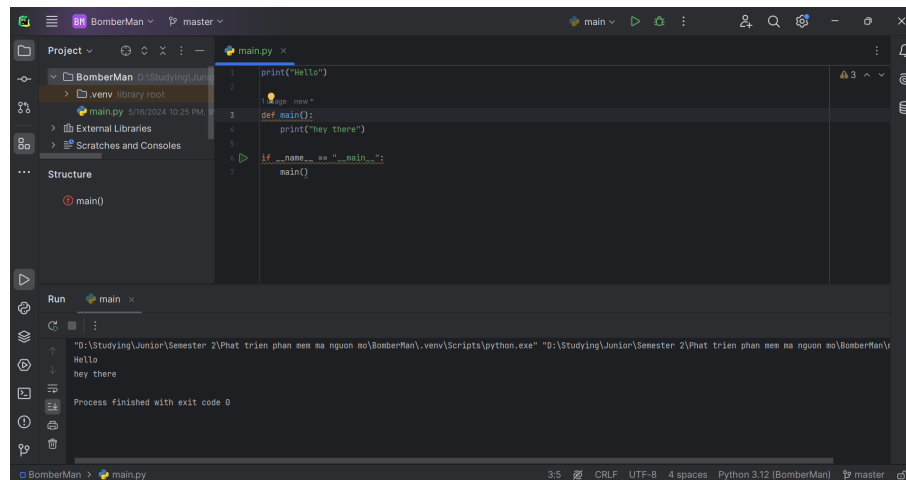 BM BomberMan master main
Project
main.py
BomberMan D:\Studying\Junio
.venv library root
main.py 5/16/2024 10:25 PM,
External Libraries
Scratches and Consoles
Structure
main()
1 print("Hello")
2
1 usage new *
3 def main():
4 print("hey there")
5
6 if __name__ == "__main__":
7 main()
3
Run main
"D:\Studying\Junior\Semester 2\Phat trien phan mem ma nguon mo\BomberMan\.venv\Scripts\python.exe" "D:\Studying\Junior\Semester 2\Phat trien phan mem ma nguon mo\BomberMan\
Hello
hey there
Process finished with exit code 0
BomberMan > main.py 3:5 CRLF UTF-8 4 spaces Python 3.12 (BomberMan) master